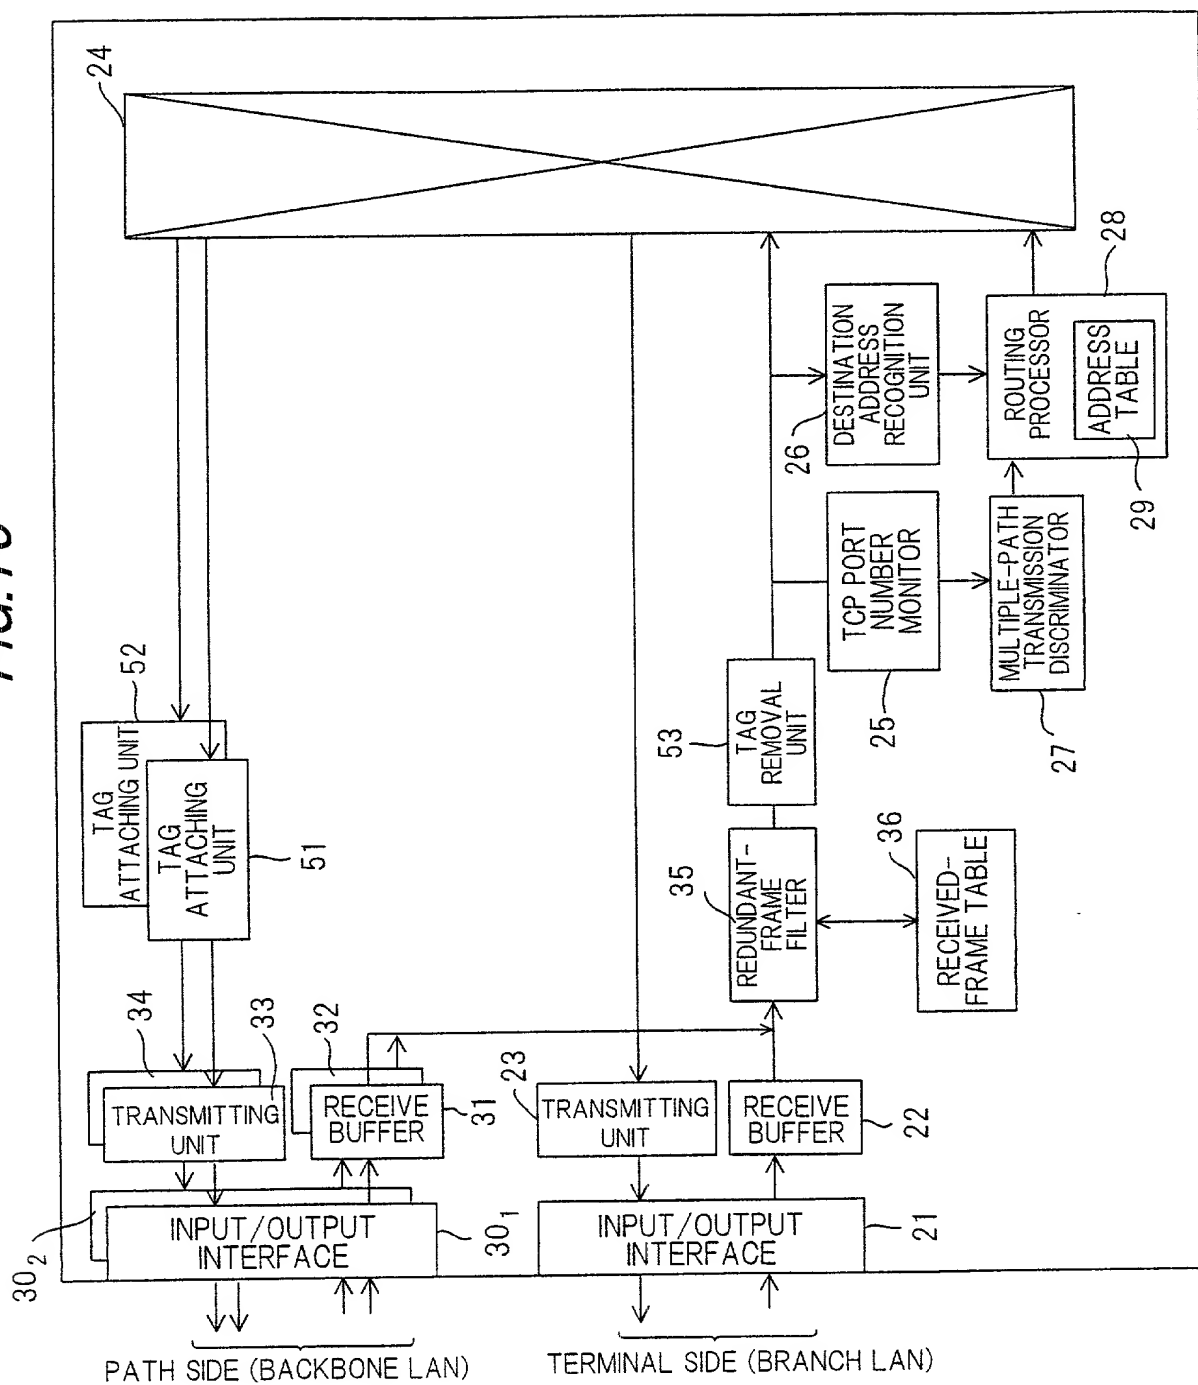 24
52
TAG
ATTACHING UNIT
TAG
ATTACHING
UNIT
51
34
33
TRANSMITTING
UNIT
32
RECEIVE
BUFFER
31
30₂
INPUT/OUTPUT
INTERFACE
30₁
PATH SIDE (BACKBONE LAN)
23
TRANSMITTING
UNIT
RECEIVE
BUFFER
22
INPUT/OUTPUT
INTERFACE
21
TERMINAL SIDE (BRANCH LAN)
35
REDUNDANT-
FRAME
FILTER
36
RECEIVED-
FRAME TABLE
53
TAG
REMOVAL
UNIT
TCP PORT
NUMBER
MONITOR
25
26
DESTINATION
ADDRESS
RECOGNITION
UNIT
MULTIPLE-PATH
TRANSMISSION
DISCRIMINATOR
27
28
ROUTING
PROCESSOR
ADDRESS
TABLE
29